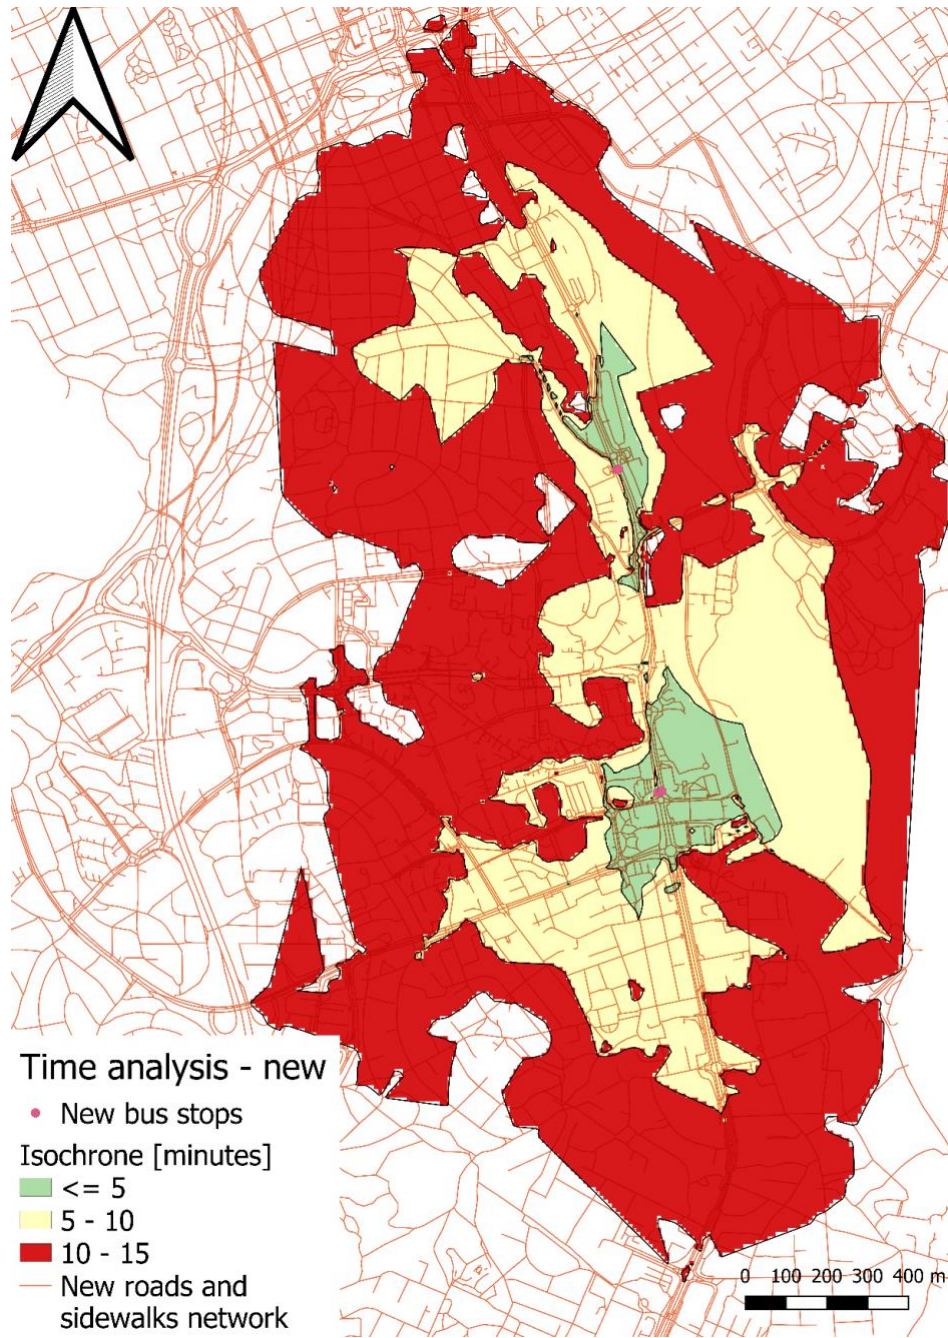 Time analysis - new
New bus stops
Isochrone [minutes]
<= 5
5 - 10
10 - 15
New roads and
sidewalks network
0 100 200 300 400 m